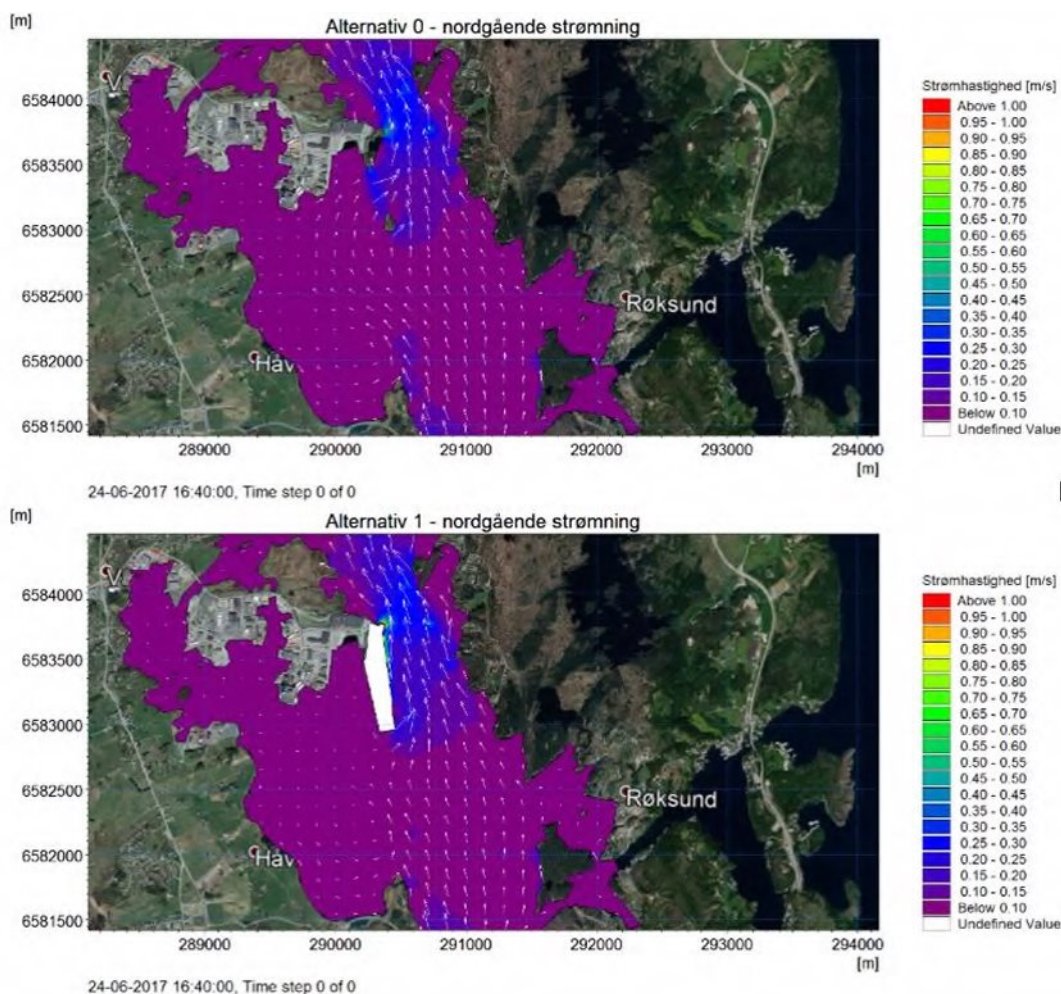 [m]
Alternativ 0 - nordgående strømning
V
6584000
6583500
6583000
6582500
6582000
6581500
Røksund
Håv
289000 290000 291000 292000 293000 294000
[m]
24-06-2017 16:40:00, Time step 0 of 0
Strømhastighed [m/s]
Above 1.00
0.95 - 1.00
0.90 - 0.95
0.85 - 0.90
0.80 - 0.85
0.75 - 0.80
0.70 - 0.75
0.65 - 0.70
0.60 - 0.65
0.55 - 0.60
0.50 - 0.55
0.45 - 0.50
0.40 - 0.45
0.35 - 0.40
0.30 - 0.35
0.25 - 0.30
0.20 - 0.25
0.15 - 0.20
0.10 - 0.15
Below 0.10
Undefined Value
[m]
Alternativ 1 - nordgående strømning
V
6584000
6583500
6583000
6582500
6582000
6581500
Røksund
Håv
289000 290000 291000 292000 293000 294000
[m]
24-06-2017 16:40:00, Time step 0 of 0
Strømhastighed [m/s]
Above 1.00
0.95 - 1.00
0.90 - 0.95
0.85 - 0.90
0.80 - 0.85
0.75 - 0.80
0.70 - 0.75
0.65 - 0.70
0.60 - 0.65
0.55 - 0.60
0.50 - 0.55
0.45 - 0.50
0.40 - 0.45
0.35 - 0.40
0.30 - 0.35
0.25 - 0.30
0.20 - 0.25
0.15 - 0.20
0.10 - 0.15
Below 0.10
Undefined Value